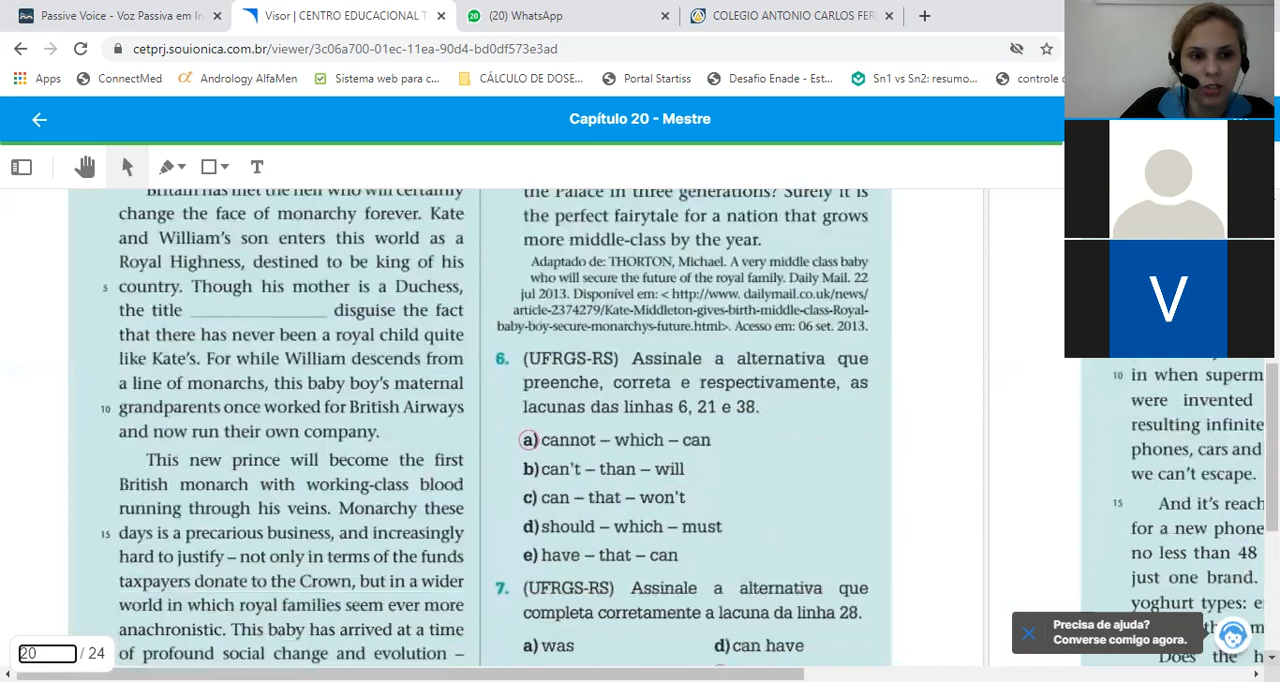 Passive Voice - Voz Passiva em In
Visor | CENTRO EDUCACIONAL T
(20) WhatsApp
COLEGIO ANTONIO CARLOS FER
cetprj.souionica.com.br/viewer/3c06a700-01ec-11ea-90d4-bd0df573e3ad
Apps
ConnectMed
Andrology AlfaMen
Sistema web para c...
CÁLCULO DE DOSE...
Portal Startiss
Desafio Enade - Est...
Sn1 vs Sn2: resumo...
controle c
Capítulo 20 - Mestre
T
Britain has met the heir who will certainly
change the face of monarchy forever. Kate
and William's son enters this world as a
Royal Highness, destined to be king of his
5 country. Though his mother is a Duchess,
the title ______________ disguise the fact
that there has never been a royal child quite
like Kate's. For while William descends from
a line of monarchs, this baby boy's maternal
10 grandparents once worked for British Airways
and now run their own company.
This new prince will become the first
British monarch with working-class blood
running through his veins. Monarchy these
15 days is a precarious business, and increasingly
hard to justify – not only in terms of the funds
taxpayers donate to the Crown, but in a wider
world in which royal families seem ever more
anachronistic. This baby has arrived at a time
of profound social change and evolution –
the Palace in three generations? Surely it is
the perfect fairytale for a nation that grows
more middle-class by the year.
Adaptado de: THORTON, Michael. A very middle class baby
who will secure the future of the royal family. Daily Mail. 22
jul 2013. Disponível em: < http://www. dailymail.co.uk/news/
article-2374279/Kate-Middleton-gives-birth-middle-class-Royal-
baby-boy-secure-monarchys-future.html>. Acesso em: 06 set. 2013.
6. (UFRGS-RS) Assinale a alternativa que
preenche, correta e respectivamente, as
lacunas das linhas 6, 21 e 38.
a) cannot – which – can
b) can't – than – will
c) can – that – won't
d) should – which – must
e) have – that – can
7. (UFRGS-RS) Assinale a alternativa que
completa corretamente a lacuna da linha 28.
a) was
d) can have
10 in when superm
were invented
resulting infinite
phones, cars and
we can't escape.
15 And it's reach
for a new phone
no less than 48
just one brand.
yoghurt types: e
Does the h
V
20 / 24
Precisa de ajuda?
Converse comigo agora.